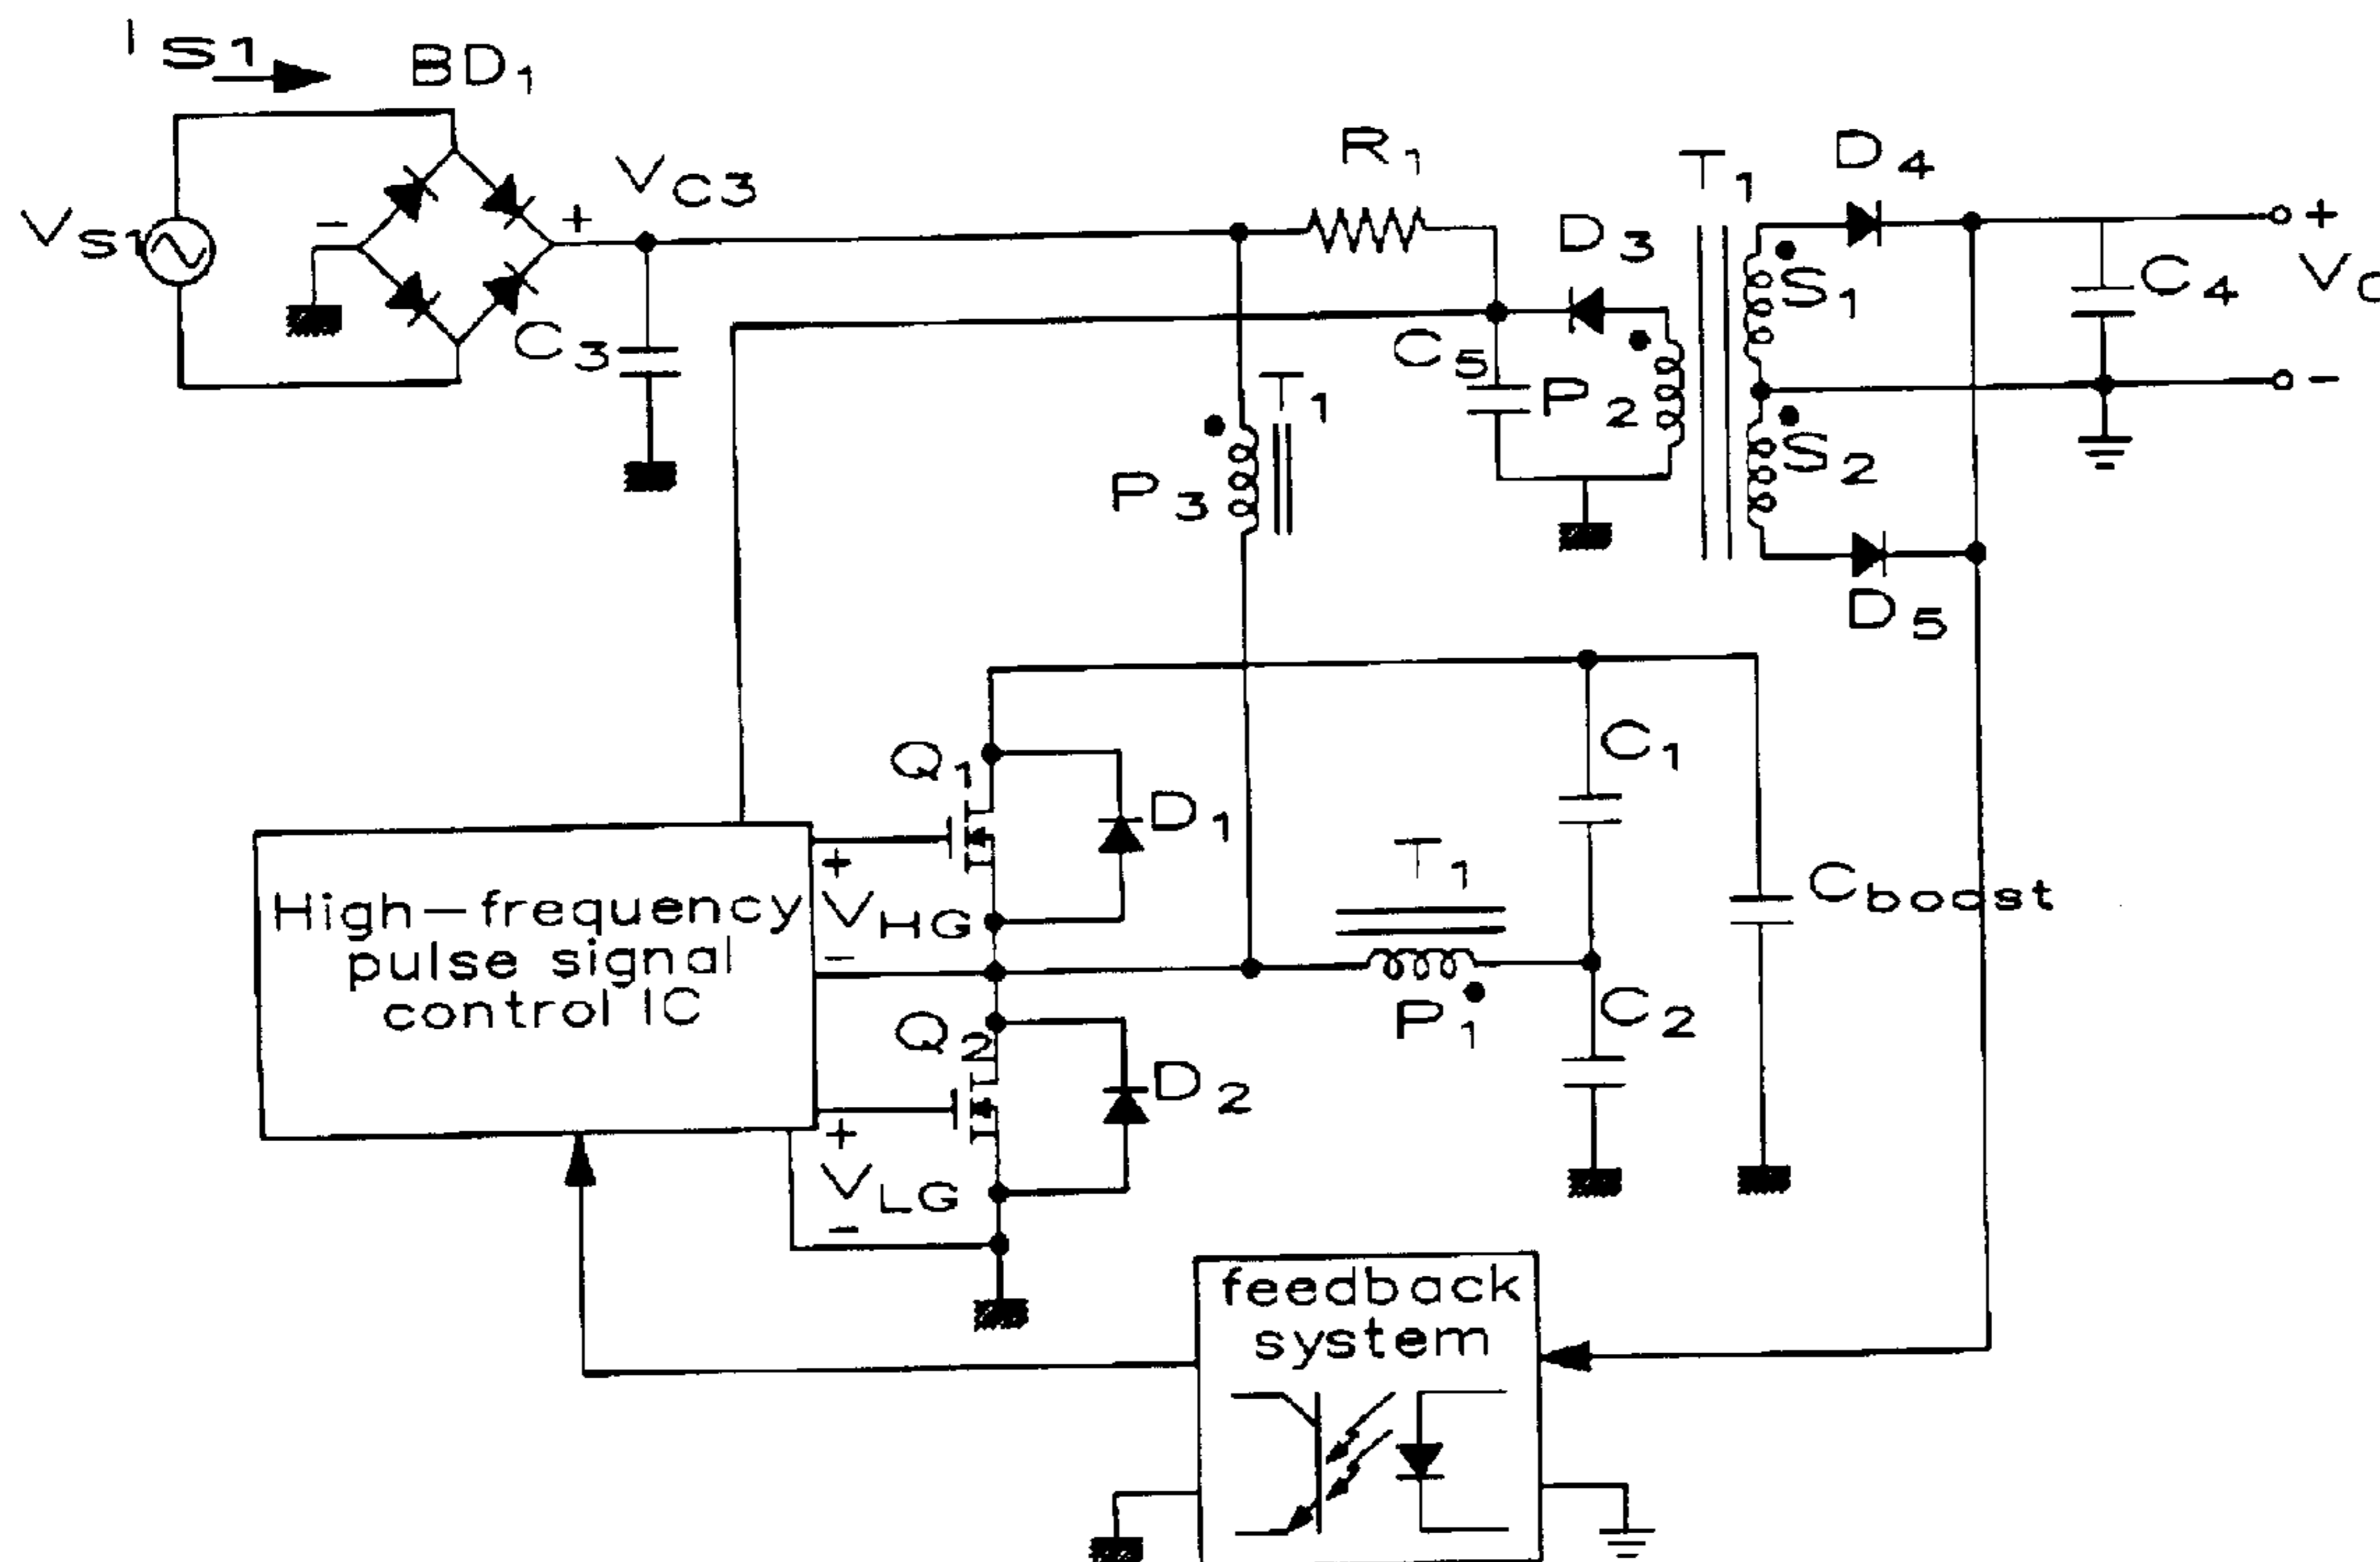 IS1
BD1
VS1
−
+
VC3
C3
R1
D3
T1
D4
S1
C4
+
VO
−
C5
P2
T1
P3
S2
D5
Q1
D1
C1
High-frequency
pulse signal
control IC
+
VHG
−
T1
P1
Cboost
C2
Q2
D2
+
VLG
−
feedback
system